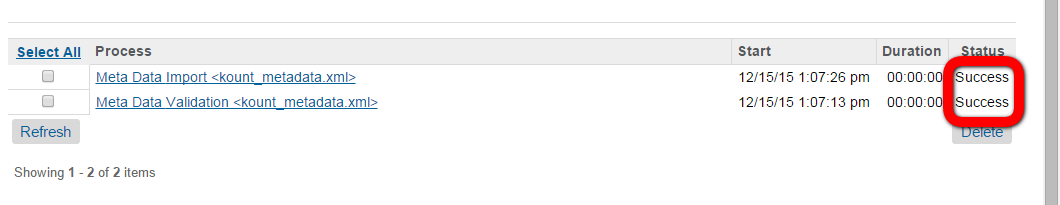 Select All Process Start Duration Status
Meta Data Import <kount_metadata.xml> 12/15/15 1:07:26 pm 00:00:00 Success
Meta Data Validation <kount_metadata.xml> 12/15/15 1:07:13 pm 00:00:00 Success
Refresh Delete
Showing 1 - 2 of 2 items